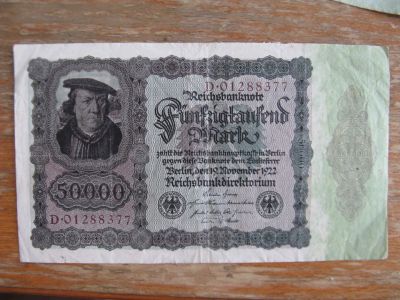 D·01288377
Reichsbanknote
Fünfzigtausend
Mark
zahlt die Reichsbankhauptkasse in Berlin
gegen diese Banknote dem Einlieferer
Berlin, den 19. November 1922
Reichsbankdirektorium
50000
D·01288377